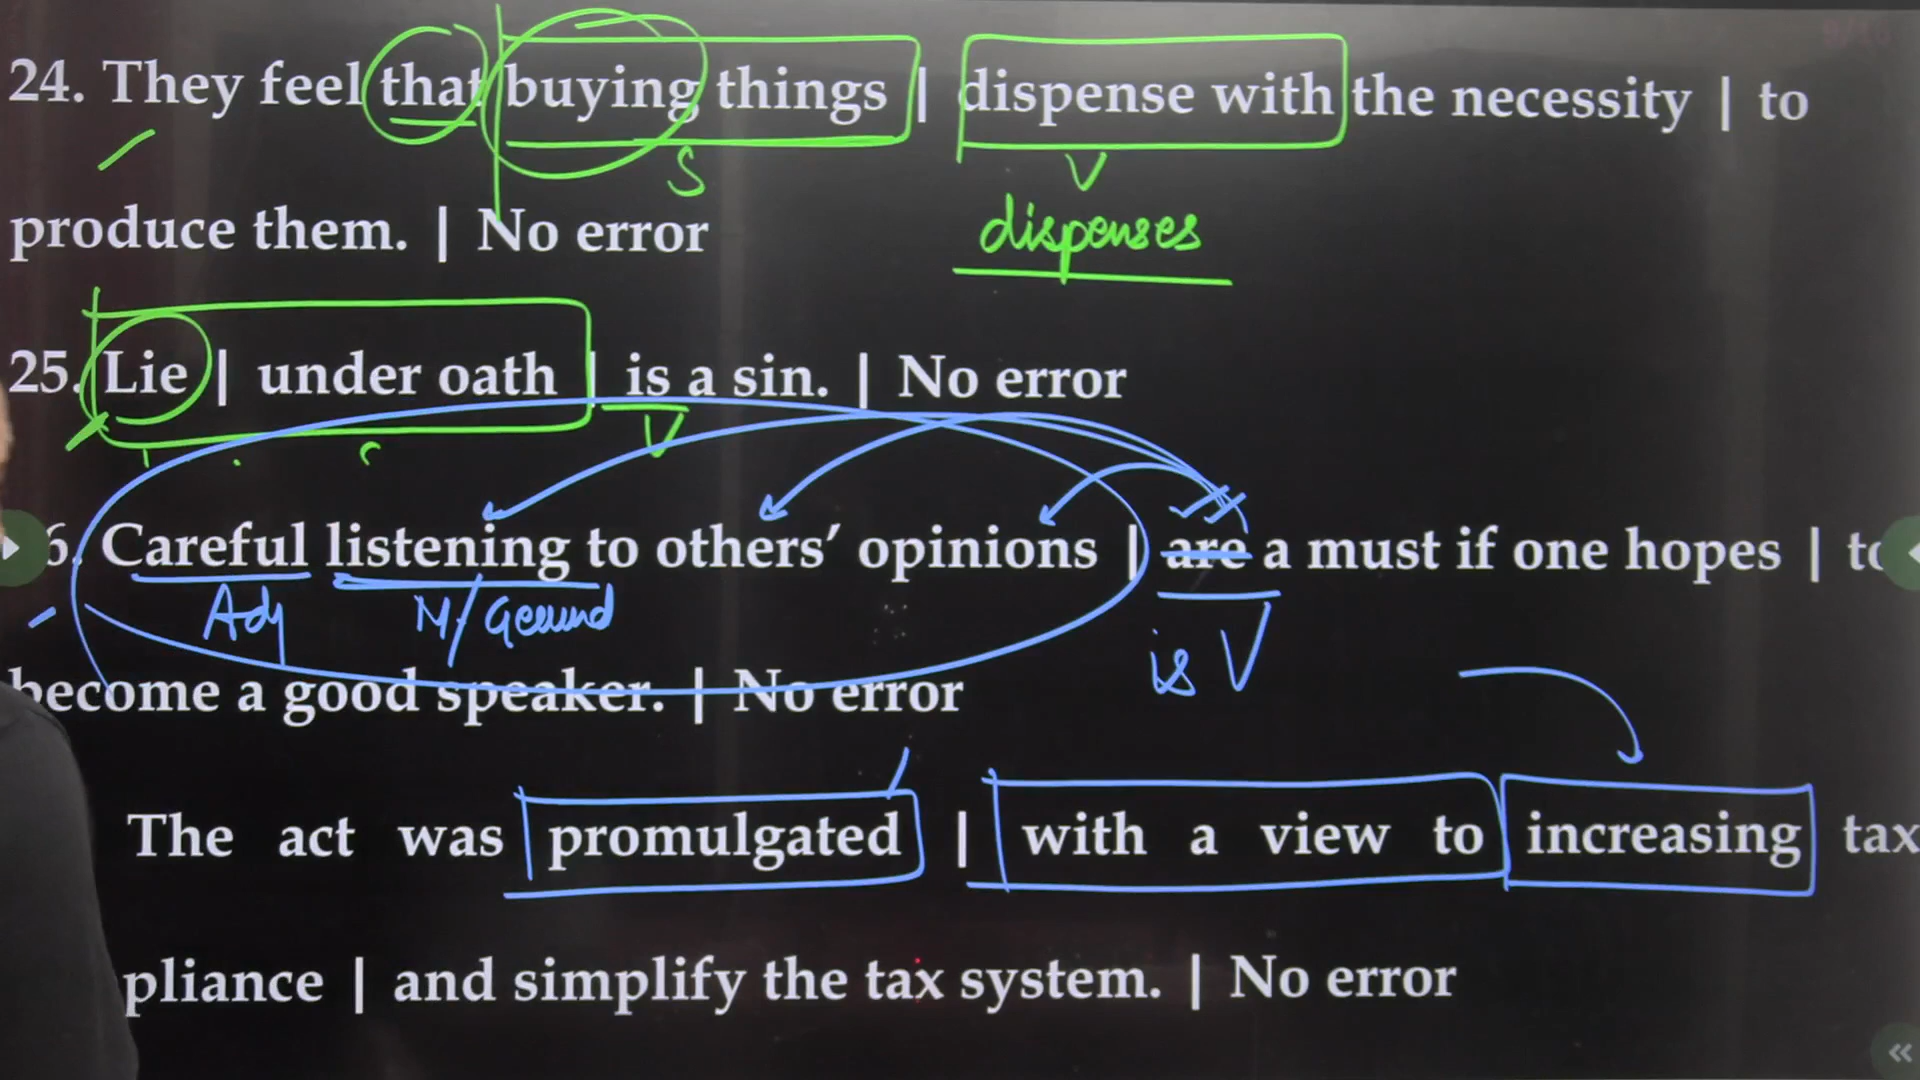 24. They feel that buying things | dispense with the necessity | to
S V
produce them. | No error
dispenses
25. Lie | under oath | is a sin. | No error
V
6. Careful listening to others' opinions | are a must if one hopes | to
Adj N/Gerund is V
become a good speaker. | No error
The act was promulgated | with a view to increasing tax
pliance | and simplify the tax system. | No error